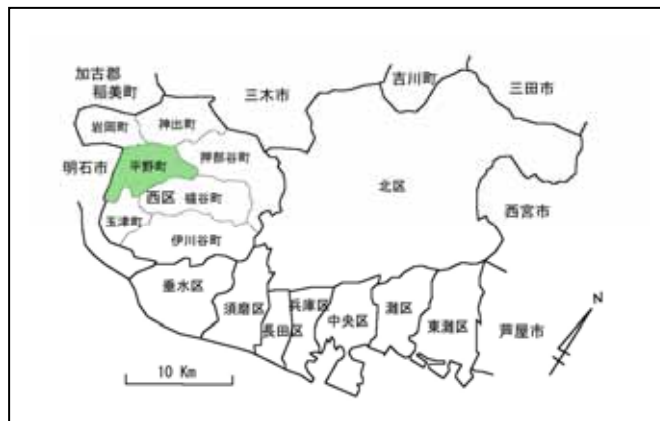 加古郡
稲美町
三木市
吉川町
三田市
岩岡町
神出町
押部谷町
明石市
平野町
北区
西区
櫨谷町
西宮市
玉津町
伊川谷町
垂水区
須磨区
長田区
兵庫区
中央区
灘区
東灘区
芦屋市
N
10 Km